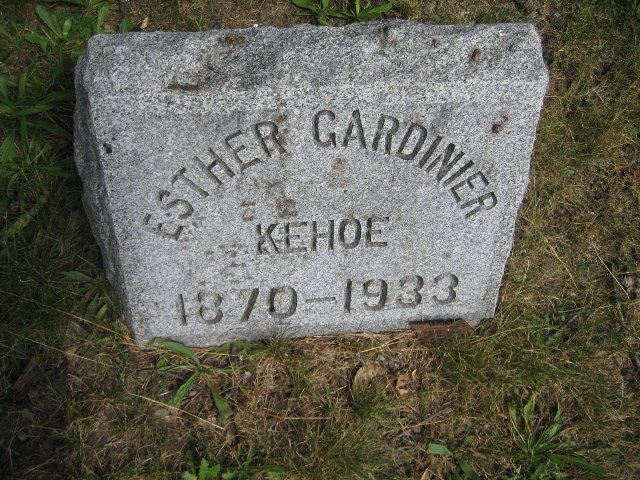 ESTHER GARDINIER
KEHOE
1870-1933